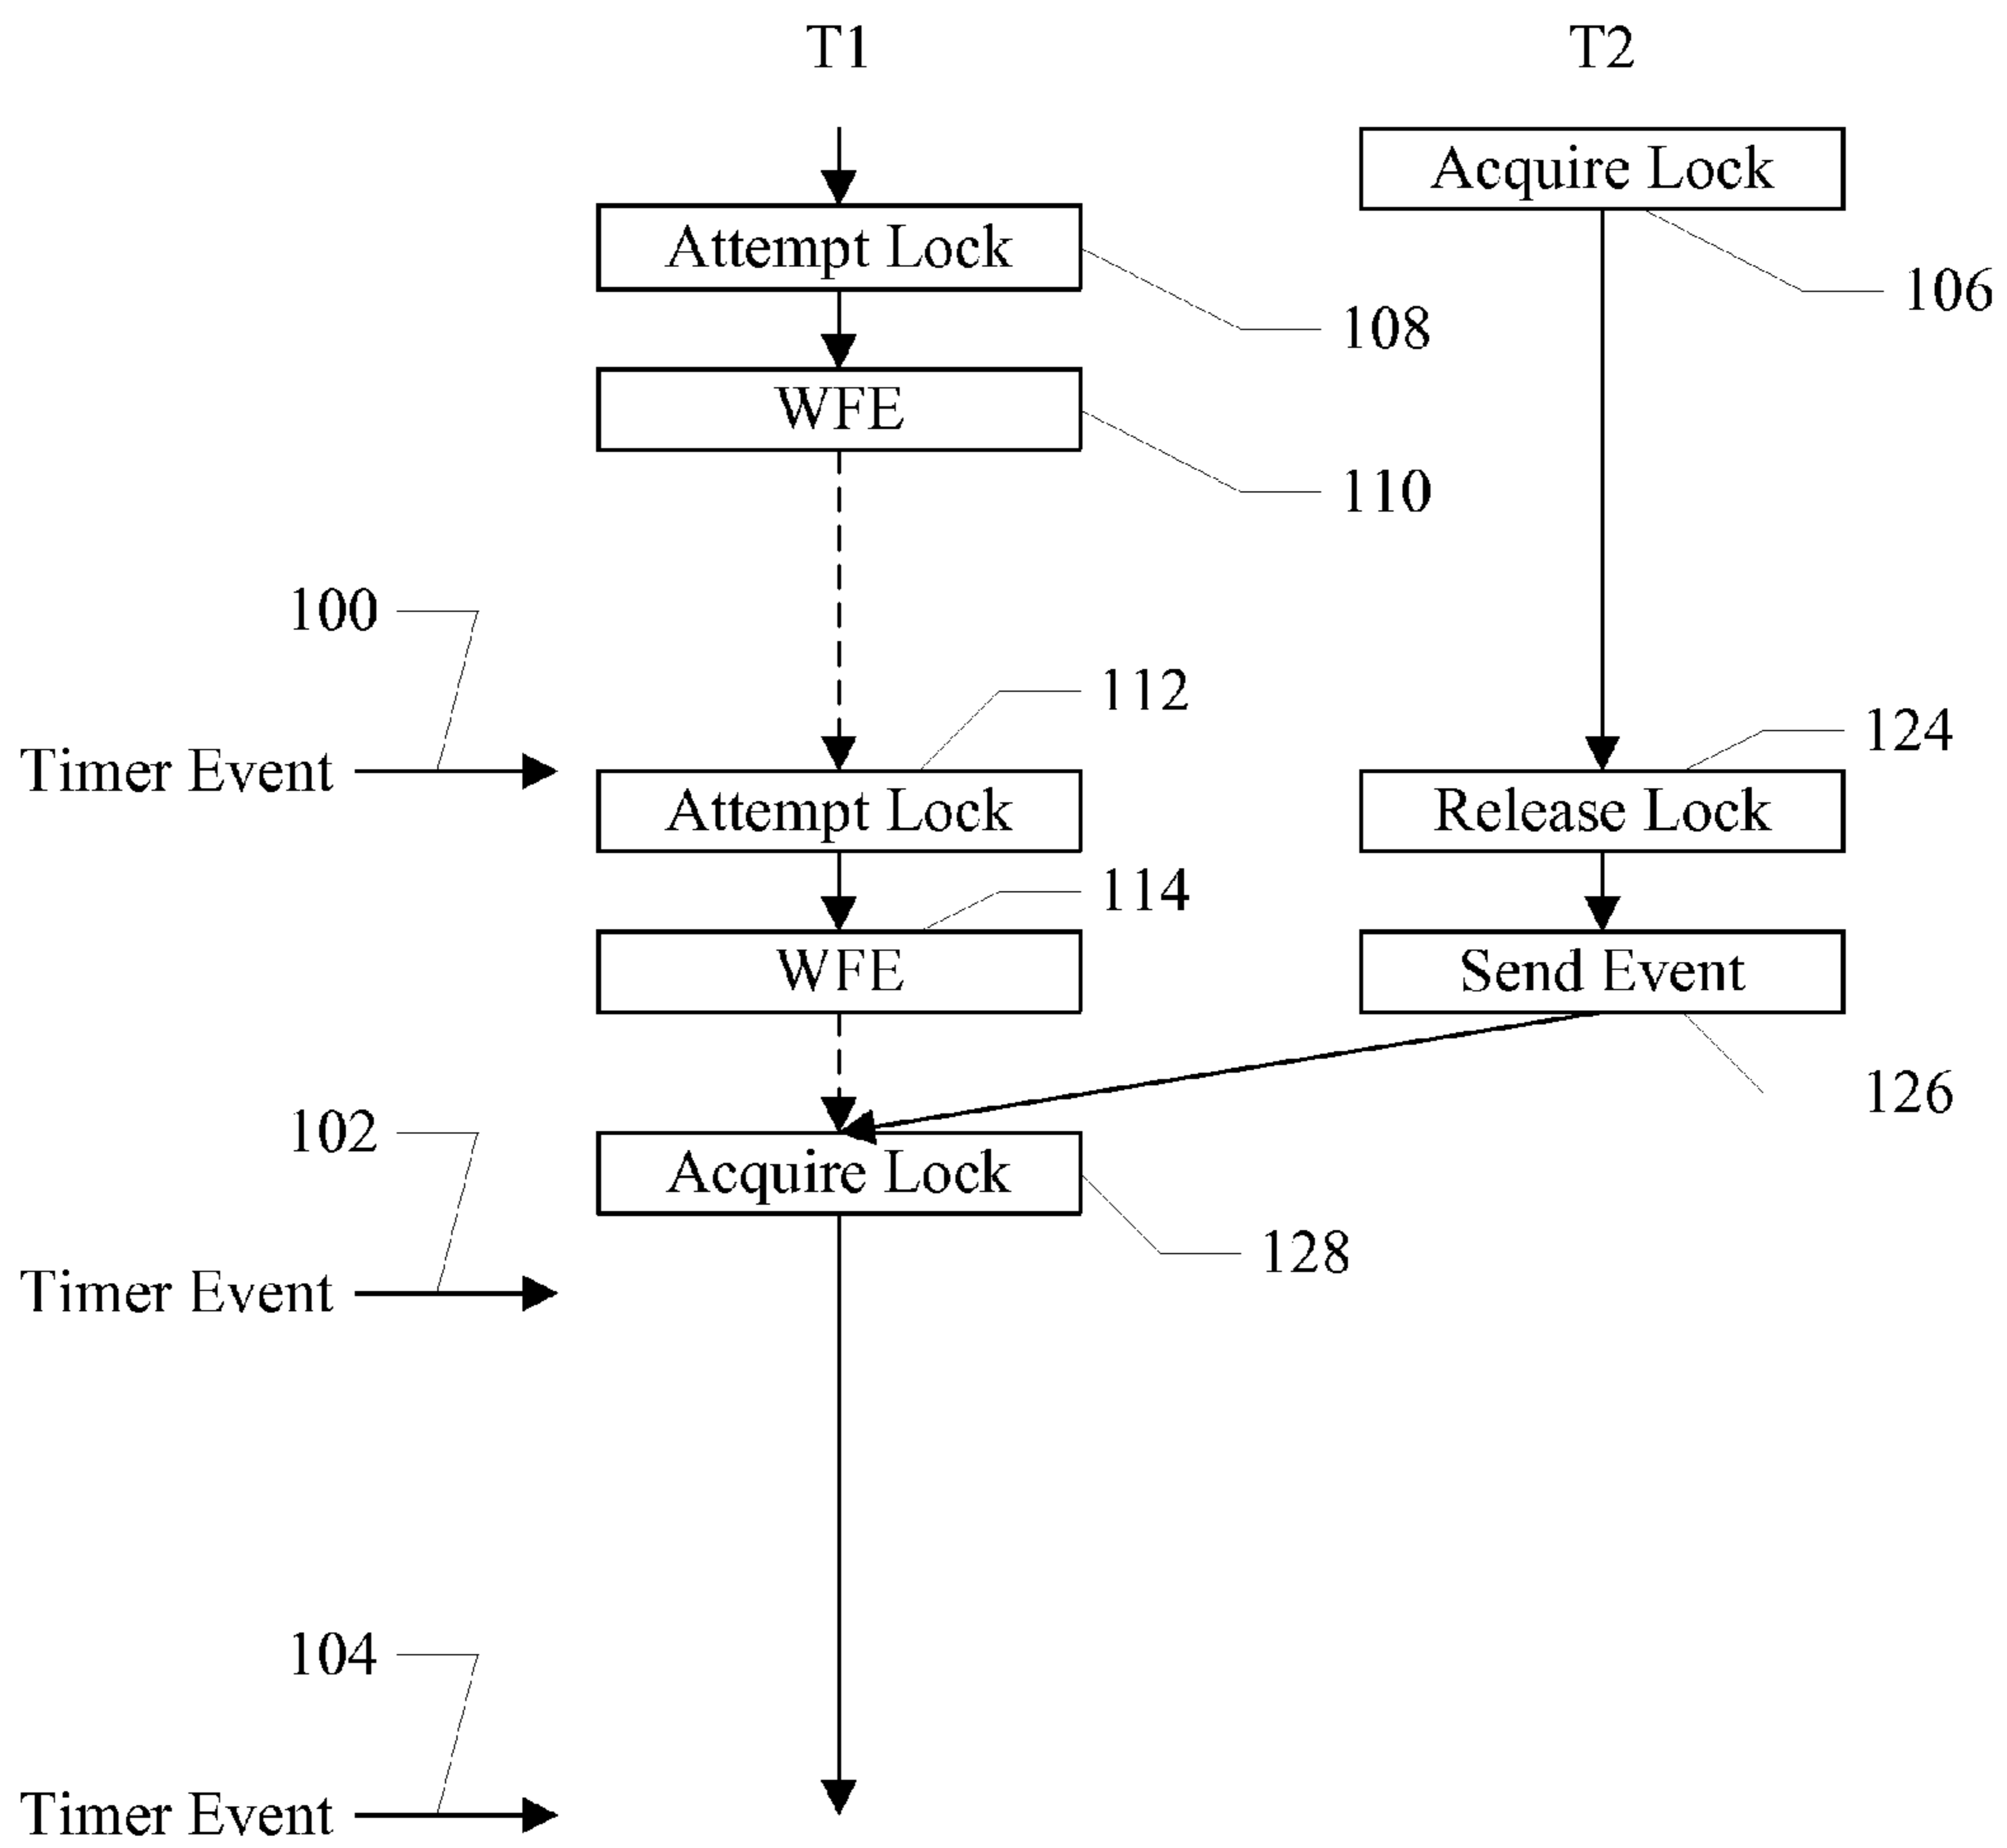 T1 T2
Acquire Lock
Attempt Lock
106
108
WFE
110
100
112
124
Timer Event
Attempt Lock
Release Lock
114
WFE
Send Event
126
102
Acquire Lock
128
Timer Event
104
Timer Event